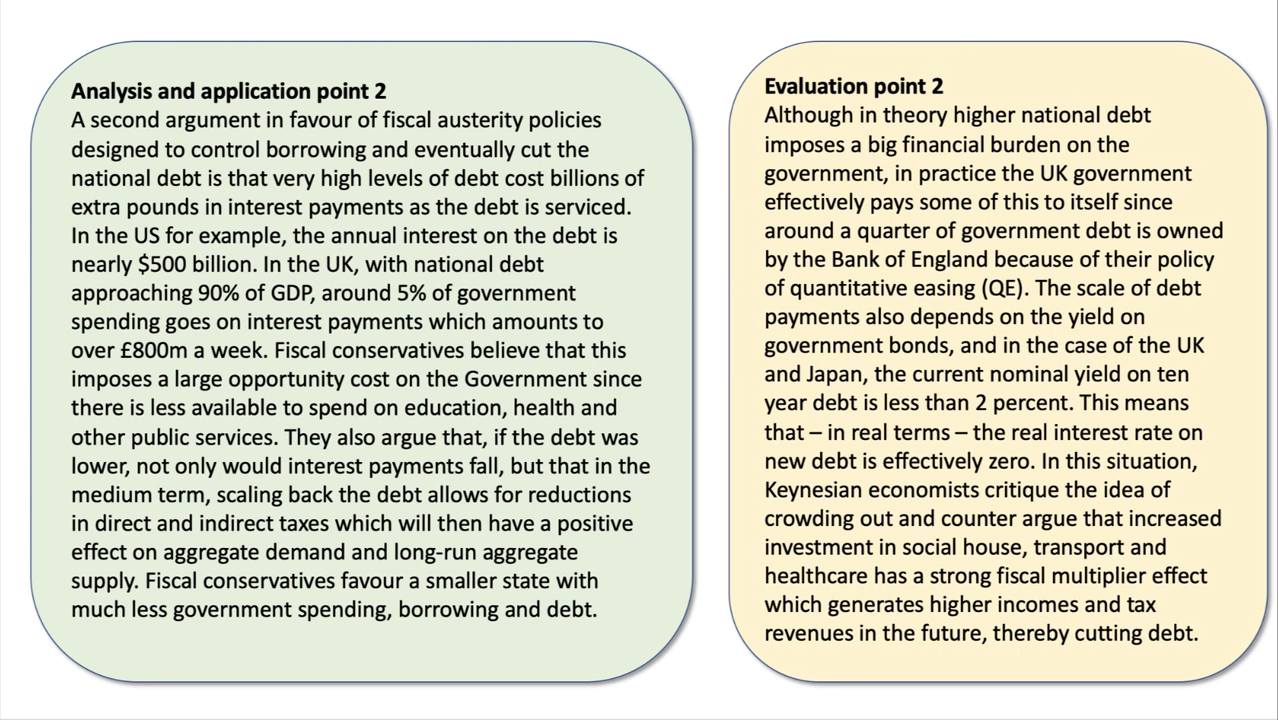 Analysis and application point 2
A second argument in favour of fiscal austerity policies
designed to control borrowing and eventually cut the
national debt is that very high levels of debt cost billions of
extra pounds in interest payments as the debt is serviced.
In the US for example, the annual interest on the debt is
nearly $500 billion. In the UK, with national debt
approaching 90% of GDP, around 5% of government
spending goes on interest payments which amounts to
over £800m a week. Fiscal conservatives believe that this
imposes a large opportunity cost on the Government since
there is less available to spend on education, health and
other public services. They also argue that, if the debt was
lower, not only would interest payments fall, but that in the
medium term, scaling back the debt allows for reductions
in direct and indirect taxes which will then have a positive
effect on aggregate demand and long-run aggregate
supply. Fiscal conservatives favour a smaller state with
much less government spending, borrowing and debt.
Evaluation point 2
Although in theory higher national debt
imposes a big financial burden on the
government, in practice the UK government
effectively pays some of this to itself since
around a quarter of government debt is owned
by the Bank of England because of their policy
of quantitative easing (QE). The scale of debt
payments also depends on the yield on
government bonds, and in the case of the UK
and Japan, the current nominal yield on ten
year debt is less than 2 percent. This means
that – in real terms – the real interest rate on
new debt is effectively zero. In this situation,
Keynesian economists critique the idea of
crowding out and counter argue that increased
investment in social house, transport and
healthcare has a strong fiscal multiplier effect
which generates higher incomes and tax
revenues in the future, thereby cutting debt.